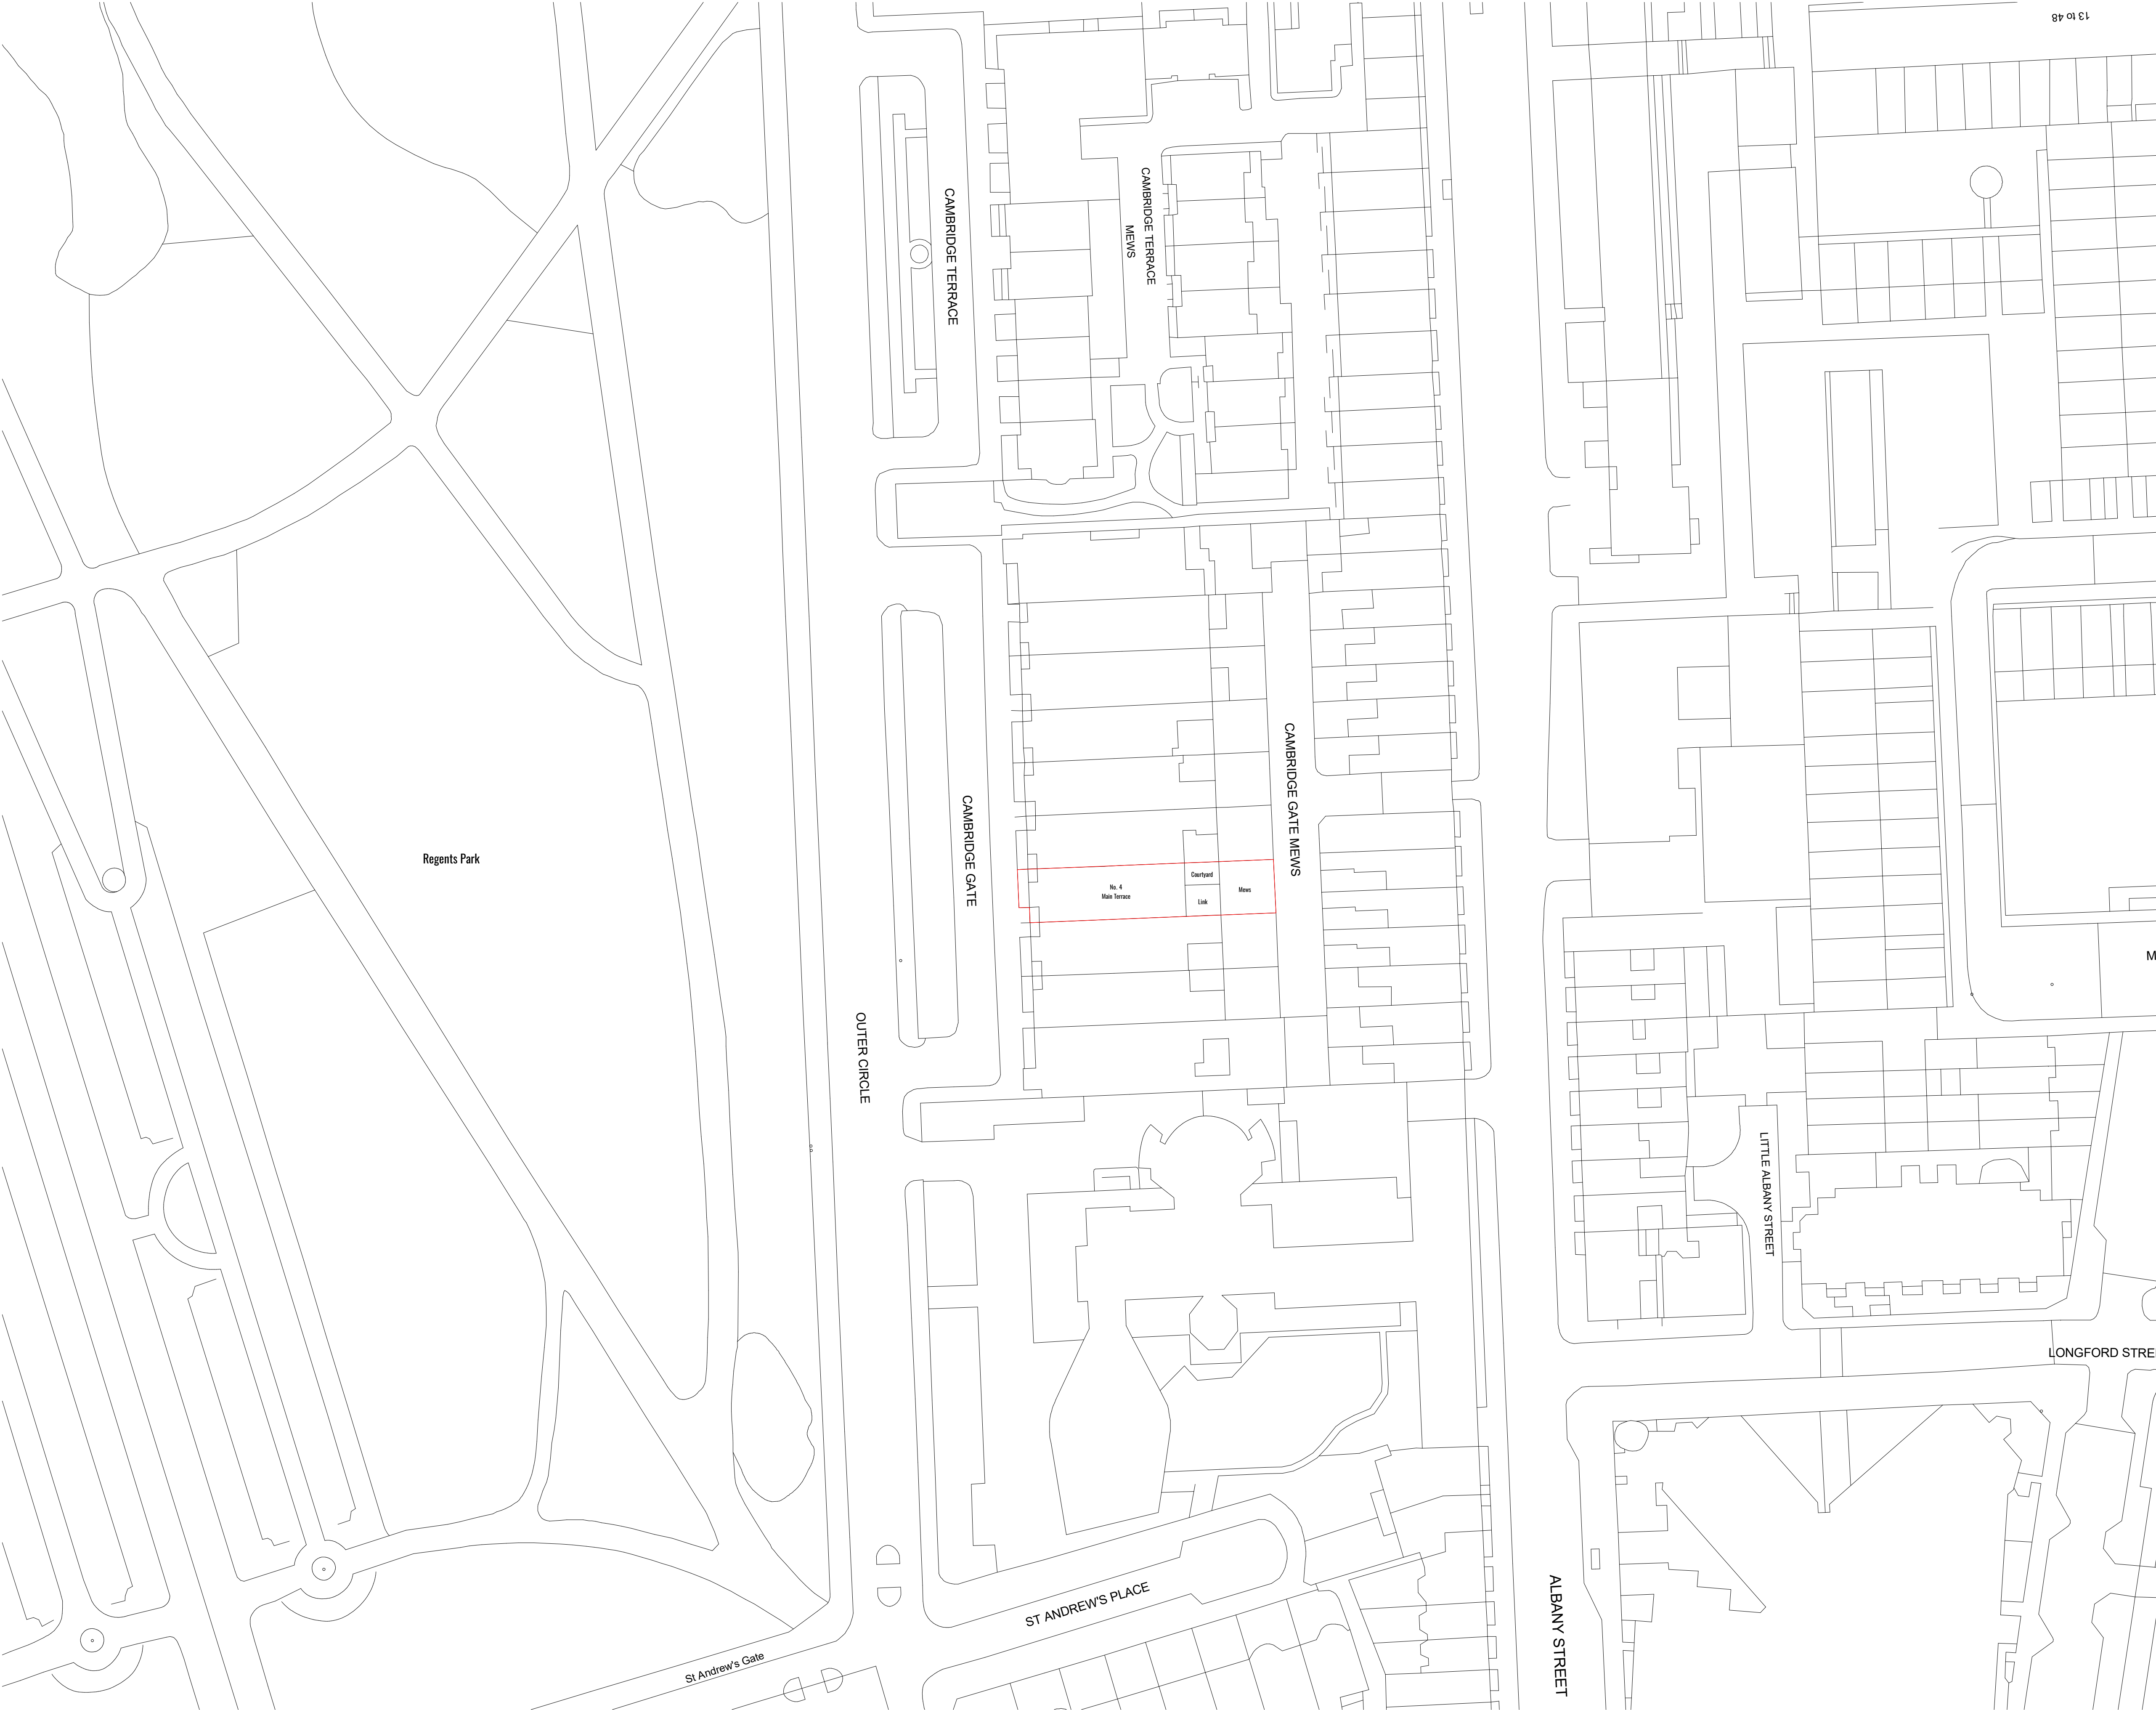 13 to 48
CAMBRIDGE TERRACE
CAMBRIDGE TERRACE
MEWS
CAMBRIDGE GATE MEWS
CAMBRIDGE GATE
Regents Park
No. 4
Main Terrace
Courtyard
Link
Mews
M
OUTER CIRCLE
LITTLE ALBANY STREET
LONGFORD STRE
ST ANDREW'S PLACE
ALBANY STREET
St Andrew's Gate